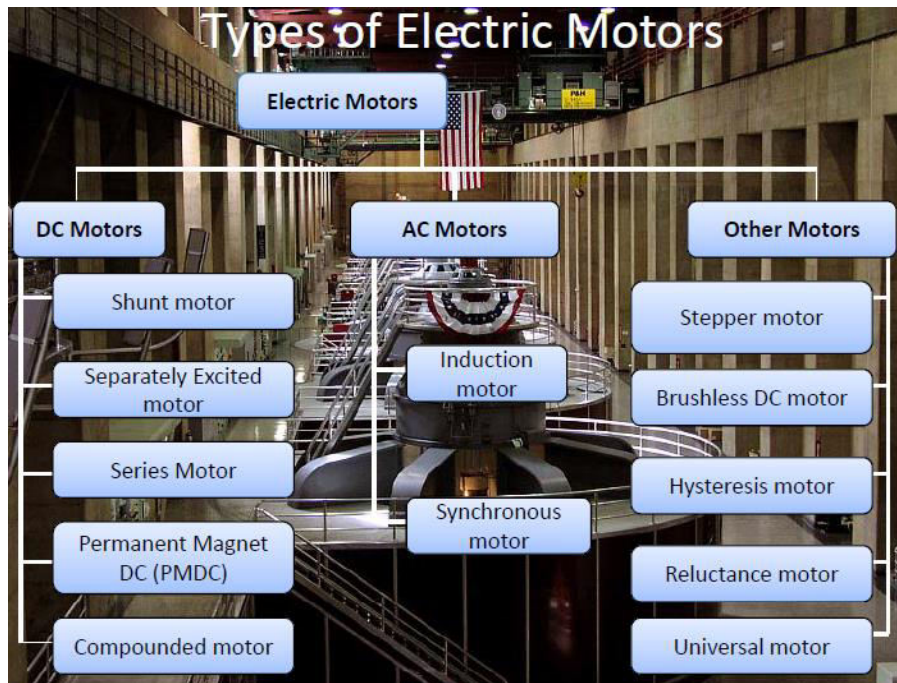 Types of Electric Motors
Electric Motors
P&H
DC Motors
AC Motors
Other Motors
Shunt motor
Separately Excited
motor
Series Motor
Permanent Magnet
DC (PMDC)
Compounded motor
Induction
motor
Synchronous
motor
Stepper motor
Brushless DC motor
Hysteresis motor
Reluctance motor
Universal motor